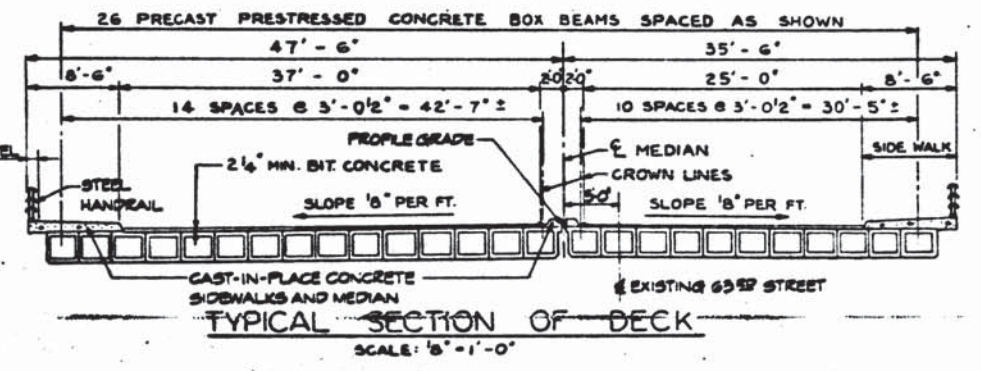 26 PRECAST PRESTRESSED CONCRETE BOX BEAMS SPACED AS SHOWN
47'-6" 35'-6"
8'-6" 37'-0" 2'-0" 2'-0" 25'-0" 8'-6"
14 SPACES @ 3'-0½" = 42'-7" ± 10 SPACES @ 3'-0½" = 30'-5" ±
PROFILE GRADE ℄ MEDIAN SIDE WALK
2¼" MIN. BIT. CONCRETE CROWN LINES
STEEL HANDRAIL
SLOPE ⅛" PER FT. 5'-0" SLOPE ⅛" PER FT.
CAST-IN-PLACE CONCRETE
SIDEWALKS AND MEDIAN
℄ EXISTING 63RD STREET
TYPICAL SECTION OF DECK
SCALE: ⅛" = 1'-0"